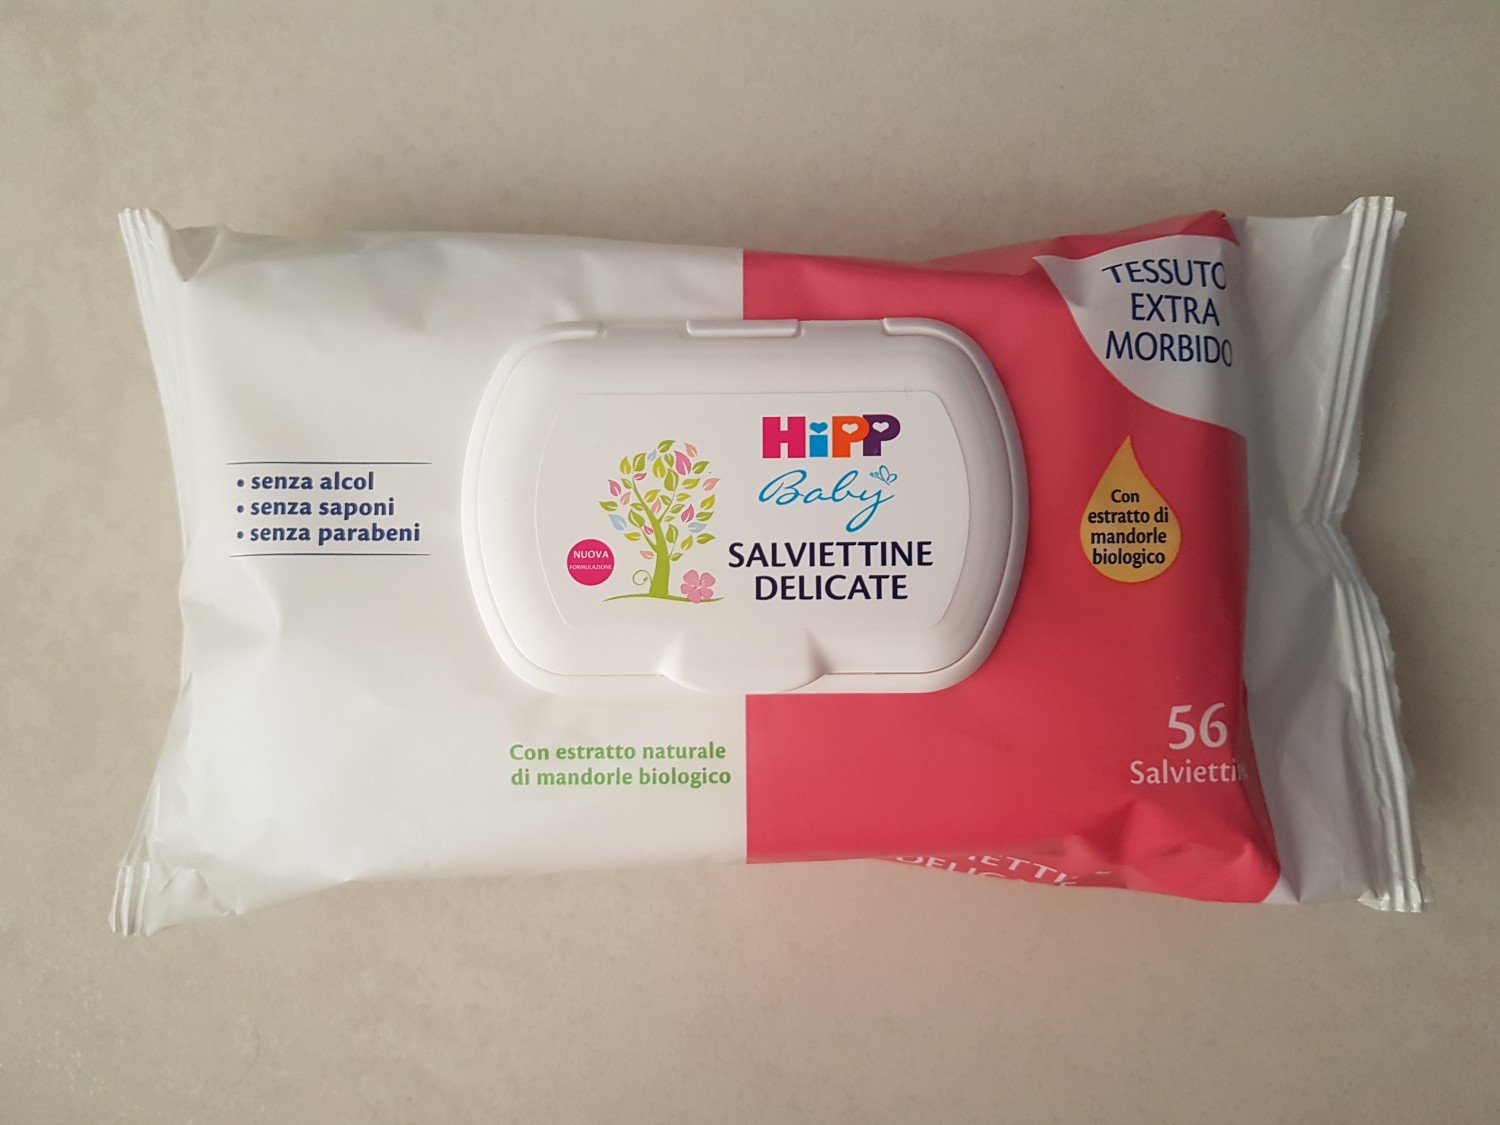 TESSUTO
EXTRA
MORBIDO
HiPP
Baby
SALVIETTINE
DELICATE
NUOVA
FORMULAZIONE
• senza alcol
• senza saponi
• senza parabeni
Con
estratto di
mandorle
biologico
Con estratto naturale
di mandorle biologico
56